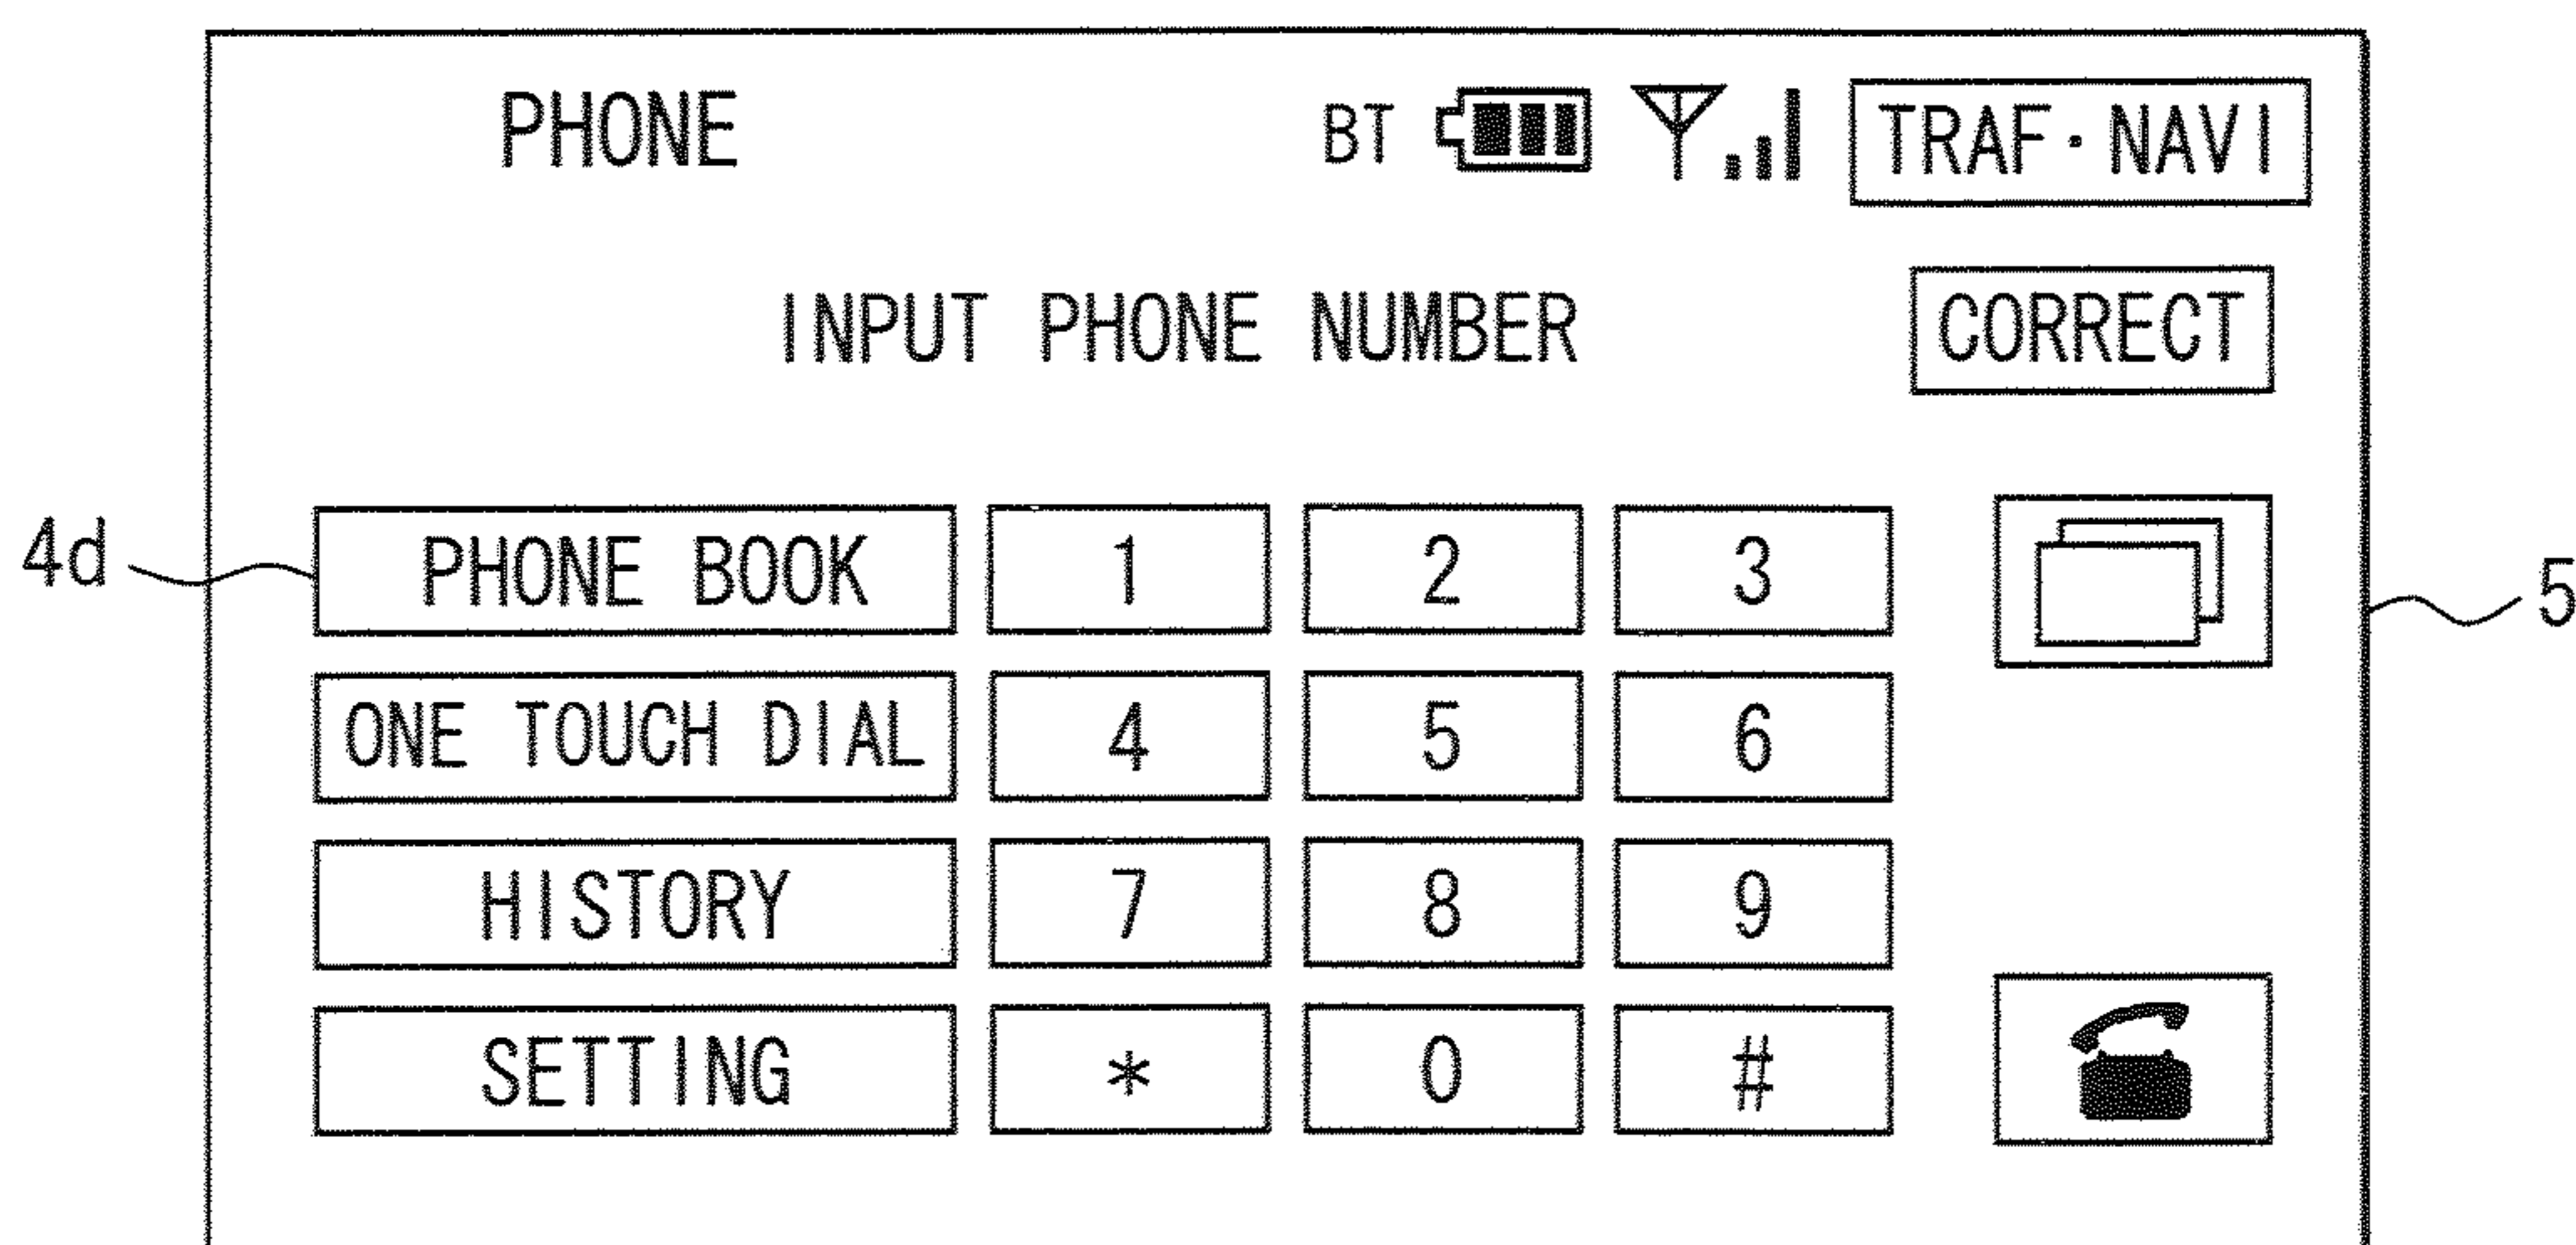 PHONE BT TRAF·NAVI
INPUT PHONE NUMBER CORRECT
4d PHONE BOOK 1 2 3 5
ONE TOUCH DIAL 4 5 6
HISTORY 7 8 9
SETTING * 0 #